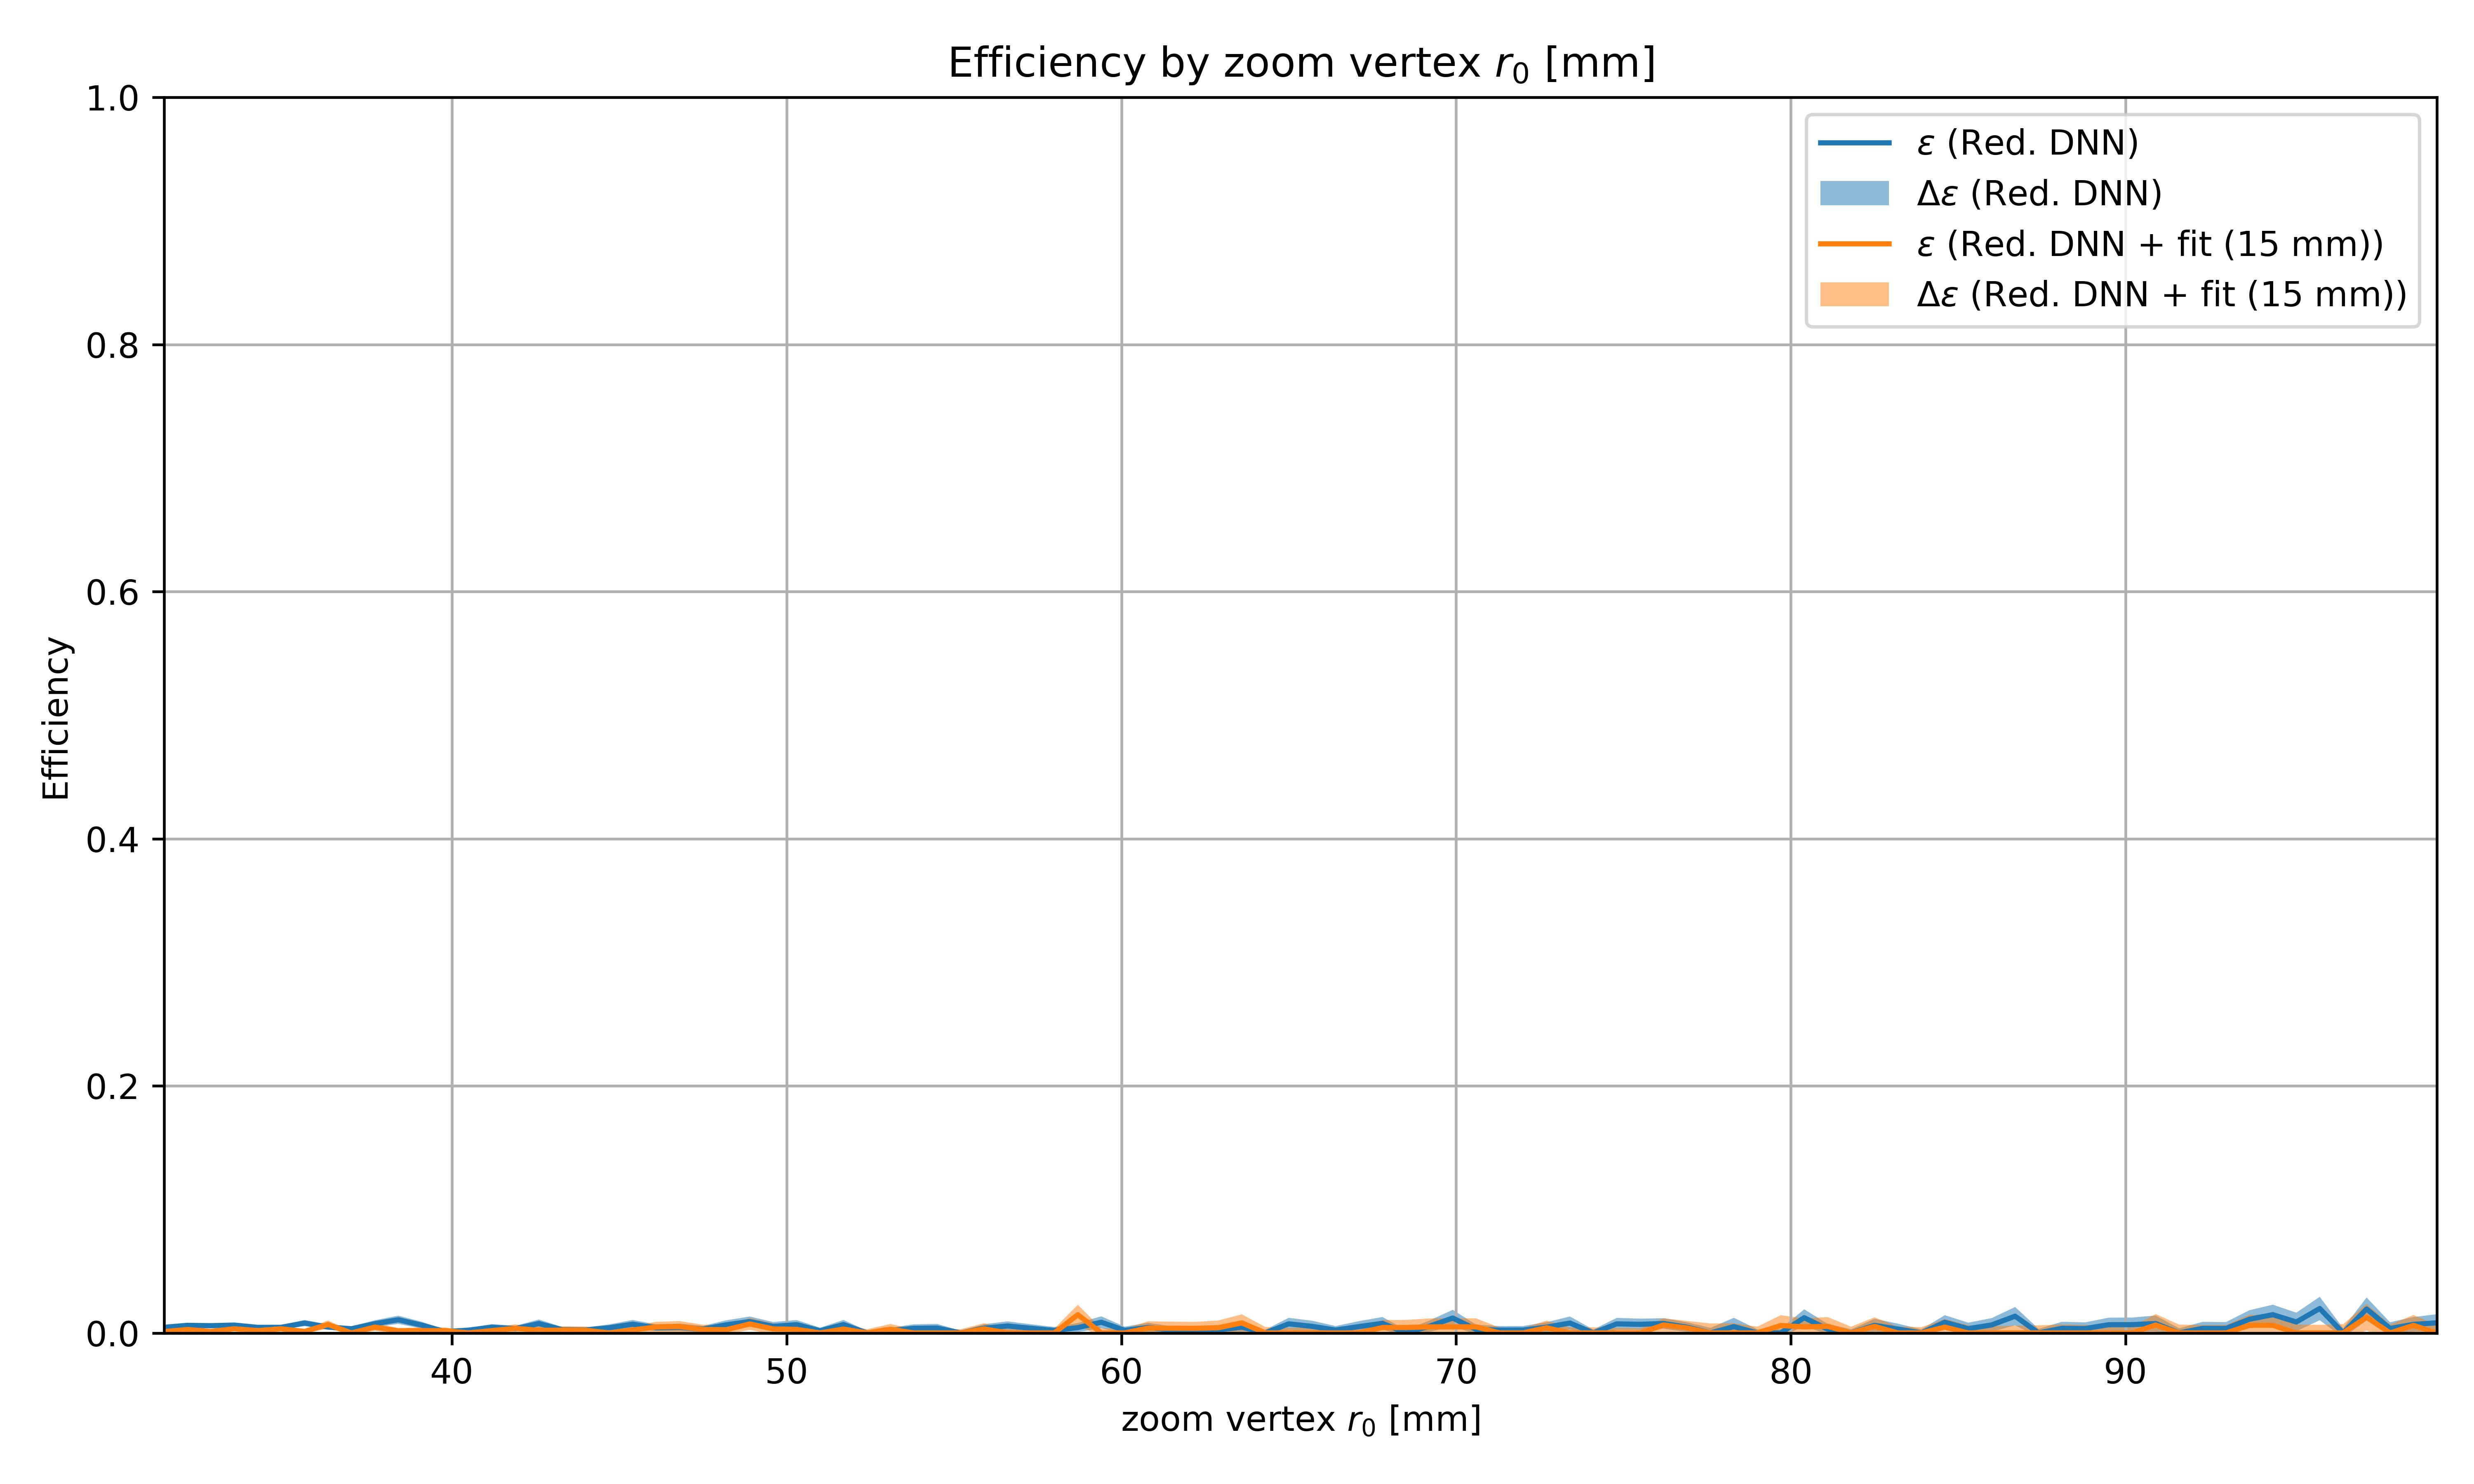 Efficiency by zoom vertex r₀ [mm]
1.0
0.8
0.6
0.4
0.2
0.0
Efficiency
ε (Red. DNN)
Δε (Red. DNN)
ε (Red. DNN + fit (15 mm))
Δε (Red. DNN + fit (15 mm))
40 50 60 70 80 90
zoom vertex r₀ [mm]